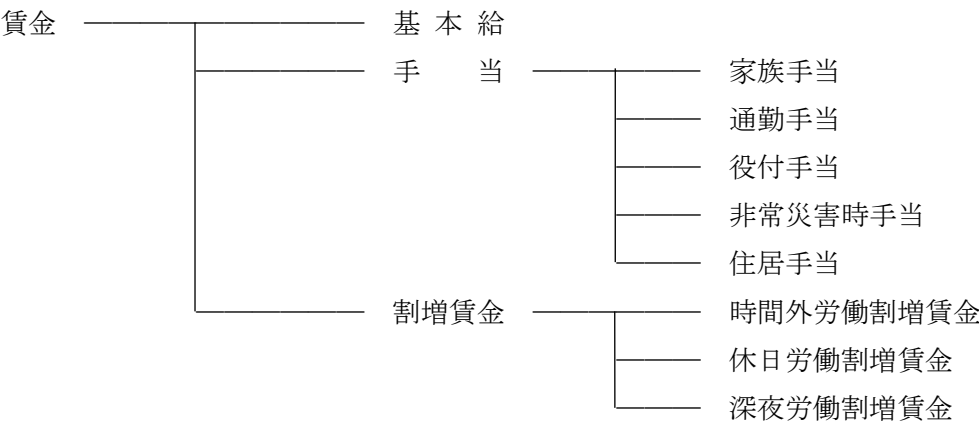 賃金 基 本 給
手 当 家族手当
通勤手当
役付手当
非常災害時手当
住居手当
割増賃金 時間外労働割増賃金
休日労働割増賃金
深夜労働割増賃金